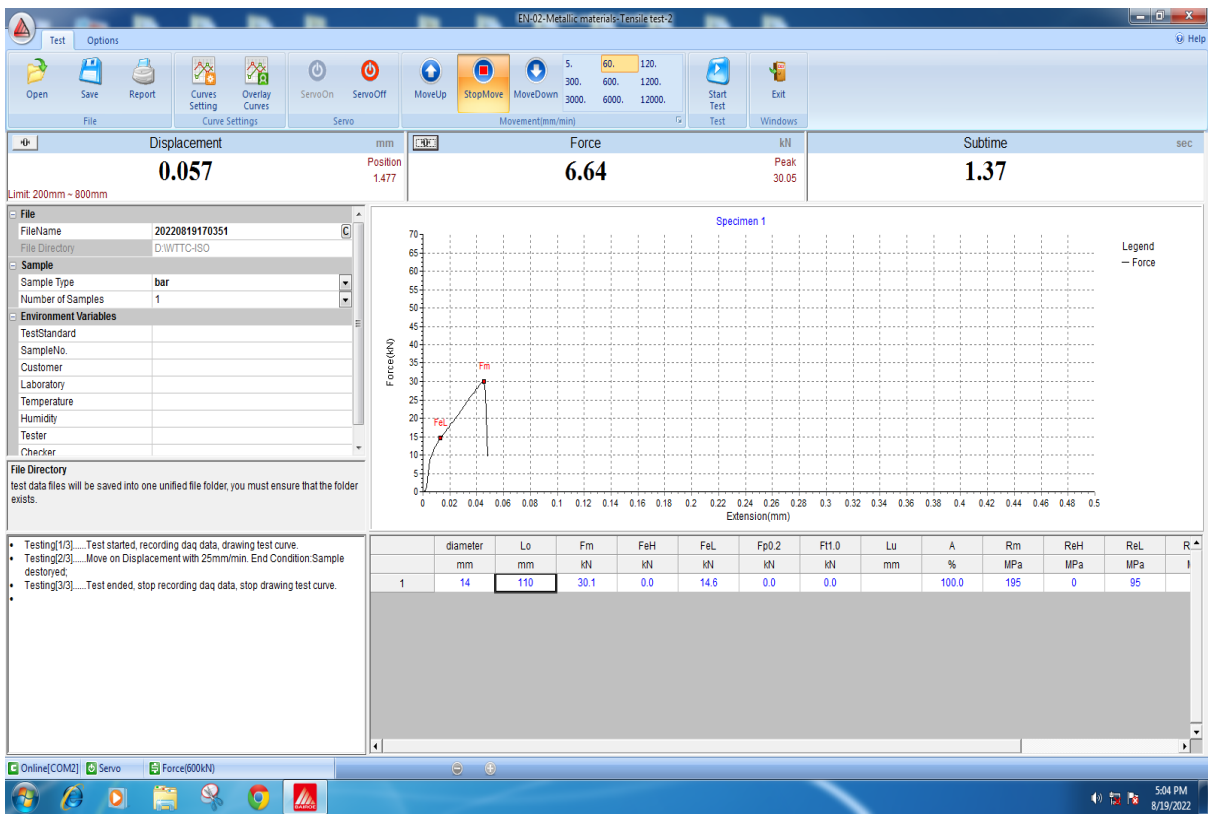 EN-02-Metallic materials-Tensile test-2
Test Options Help
Open Save Report Curves Setting Overlay Curves ServoOn ServoOff MoveUp StopMove MoveDown Start Test Exit
5. 60. 120.
300. 600. 1200.
3000. 6000. 12000.
File Curve Settings Servo Movement(mm/min) Test Windows
Displacement mm Force kN Subtime sec
0.057 Position 1.477 6.64 Peak 30.05 1.37
Limit: 200mm ~ 800mm
File
FileName 20220819170351 C
File Directory D:\WTTC-ISO
Sample
Sample Type bar
Number of Samples 1
Environment Variables
TestStandard
SampleNo.
Customer
Laboratory
Temperature
Humidity
Tester
Checker
File Directory
test data files will be saved into one unified file folder, you must ensure that the folder
exists.
Specimen 1
Legend
Force
Force(kN)
70
65
60
55
50
45
40
35
30
25
20
15
10
5
0
Fm
FeL
0 0.02 0.04 0.06 0.08 0.1 0.12 0.14 0.16 0.18 0.2 0.22 0.24 0.26 0.28 0.3 0.32 0.34 0.36 0.38 0.4 0.42 0.44 0.46 0.48 0.5
Extension(mm)
Testing[1/3]......Test started, recording daq data, drawing test curve.
Testing[2/3]......Move on Displacement with 25mm/min. End Condition:Sample
destoryed;
Testing[3/3]......Test ended, stop recording daq data, stop drawing test curve.
diameter Lo Fm FeH FeL Fp0.2 Ft1.0 Lu A Rm ReH ReL
mm mm kN kN kN kN kN mm % MPa MPa MPa
1 14 110 30.1 0.0 14.6 0.0 0.0 100.0 195 0 95
Online[COM2] Servo Force(600kN)
BAIROE
5:04 PM
8/19/2022